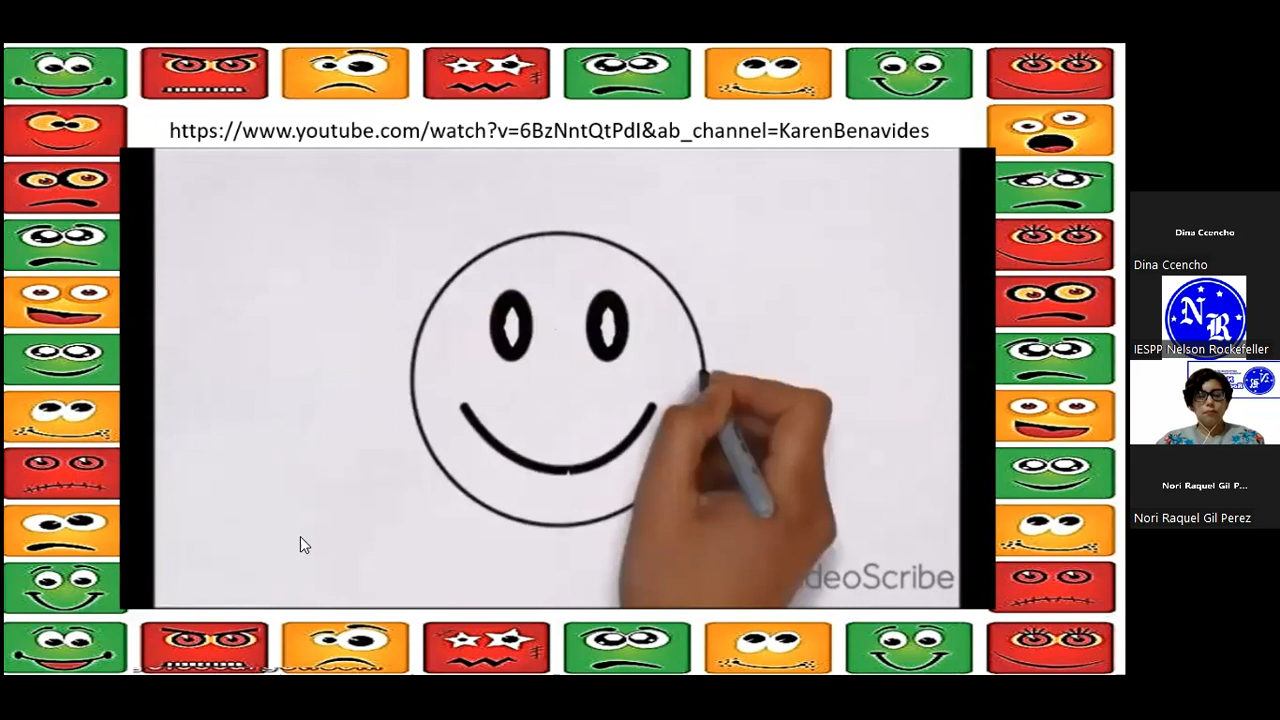 https://www.youtube.com/watch?v=6BzNntQtPdI&ab_channel=KarenBenavides
deoScribe
Dina Ccencho
Dina Ccencho
N
R
IESPP Nelson Rockefeller
Nori Raquel Gil P...
Nori Raquel Gil Perez